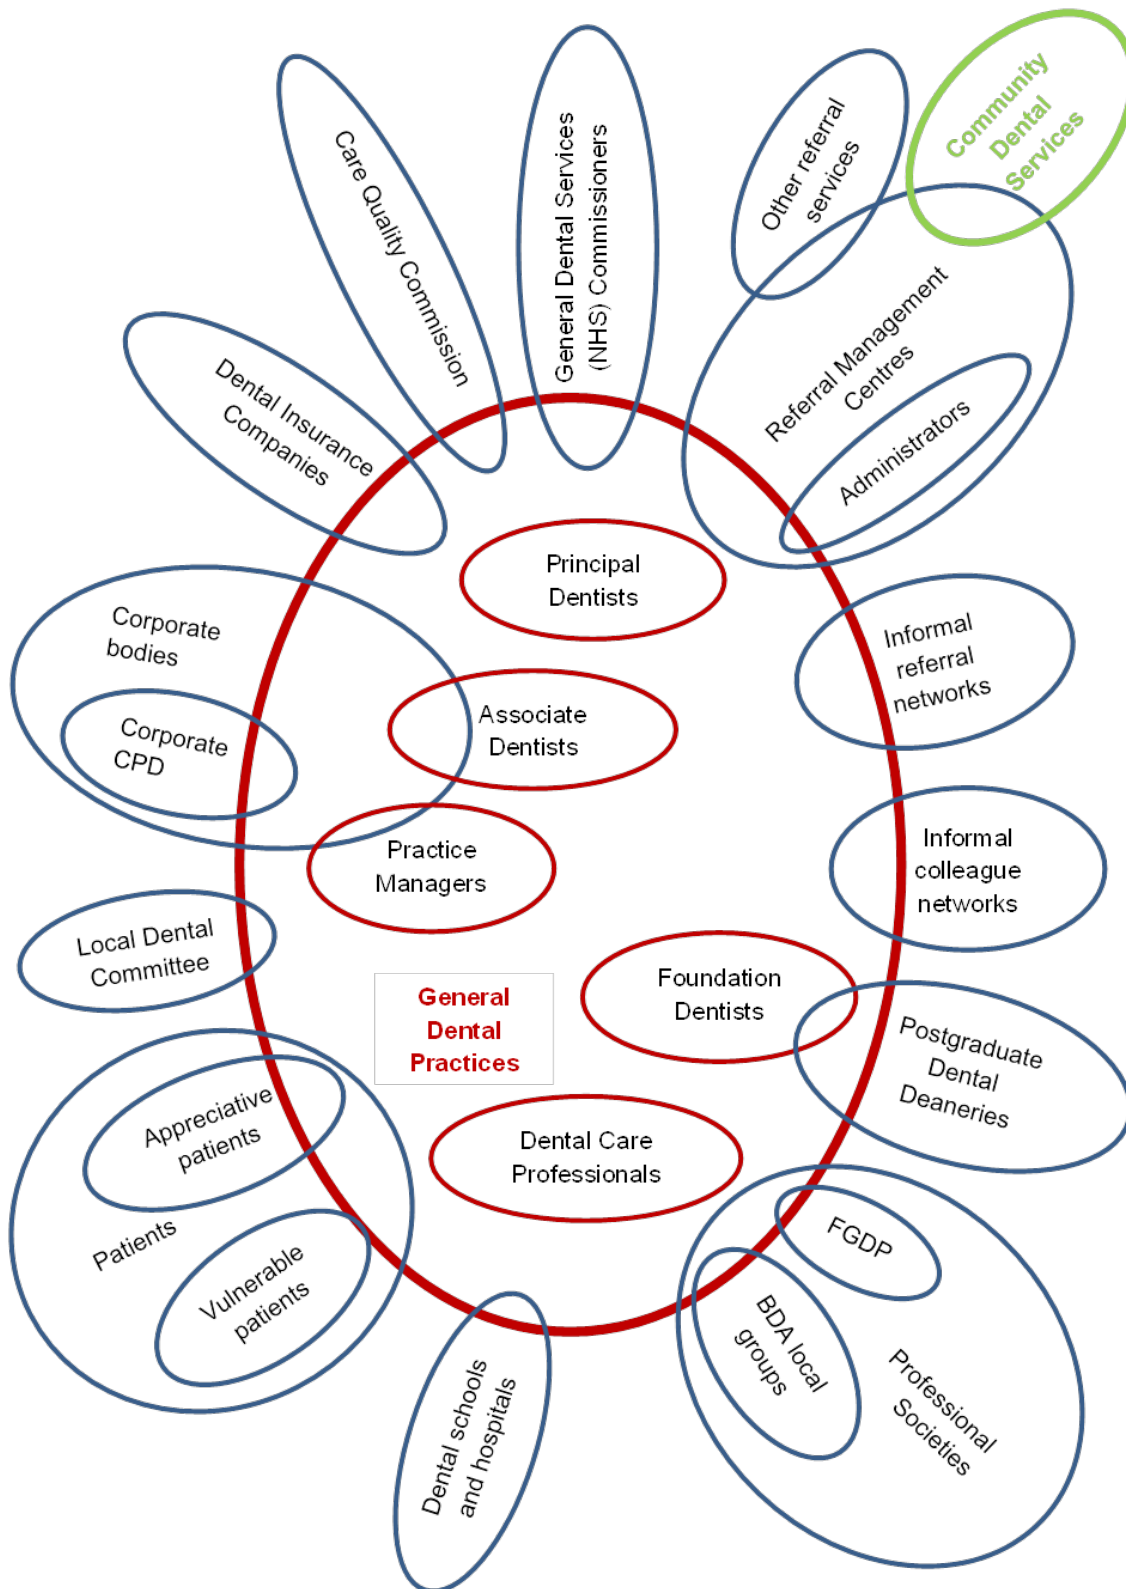 Community
Dental
Services
Care Quality Commission
General Dental Services
(NHS) Commissioners
Other referral
services
Dental Insurance
Companies
Referral Management
Centres
Administrators
Principal
Dentists
Corporate
bodies
Informal
referral
networks
Associate
Dentists
Corporate
CPD
Practice
Managers
Informal
colleague
networks
Local Dental
Committee
General
Dental
Practices
Foundation
Dentists
Postgraduate
Dental
Deaneries
Appreciative
patients
Dental Care
Professionals
Patients
Vulnerable
patients
FGDP
BDA local
groups
Professional
Societies
Dental schools
and hospitals